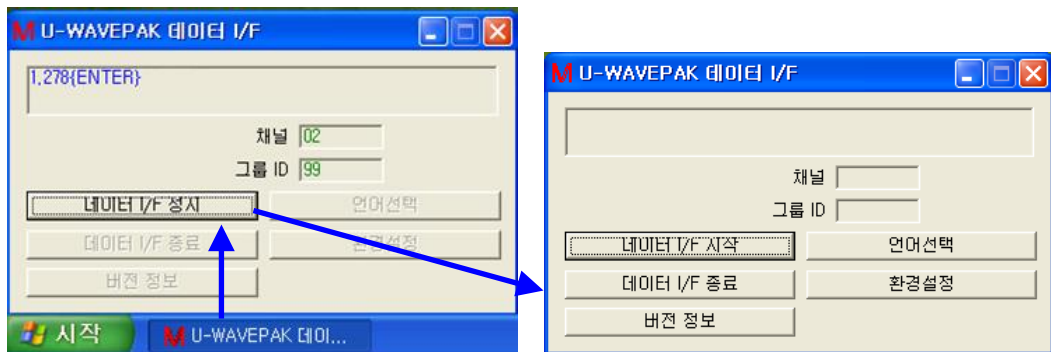 U-WAVEPAK 데이터 I/F
1,278{ENTER}
채널 02
그룹 ID 99
데이터 I/F 정지
언어선택
데이터 I/F 종료
환경설정
버전 정보
시작
U-WAVEPAK 데이...
U-WAVEPAK 데이터 I/F
채널
그룹 ID
데이터 I/F 시작
언어선택
데이터 I/F 종료
환경설정
버전 정보